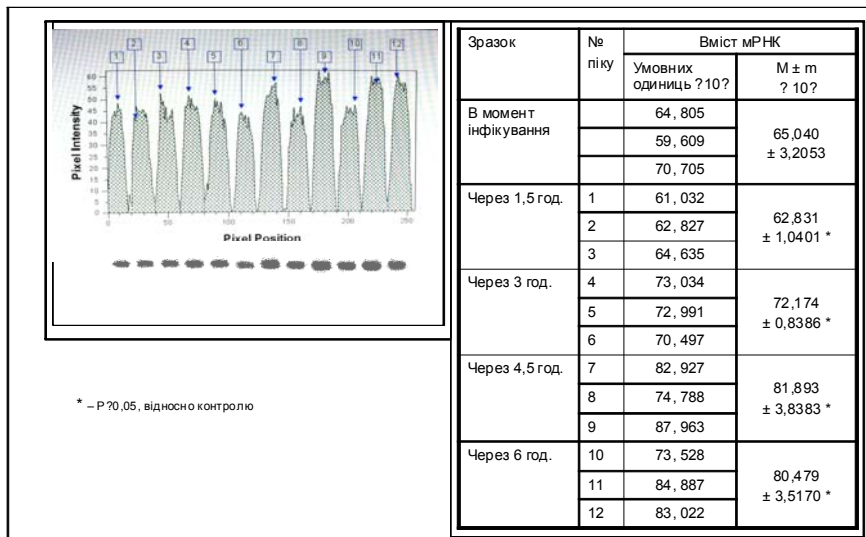 1
2
3
4
5
6
7
8
9
10
11
12
Pixel Intensity
60
55
50
45
40
35
30
25
20
15
10
5
0
0 50 100 150 200 250
Pixel Position
* – P?0,05, відносно контролю
Зразок № піку Вміст мРНК
Умовних одиниць ?10? M ± m ? 10?
В момент інфікування 64, 805
59, 609
70, 705
65,040 ± 3,2053
Через 1,5 год. 1 61, 032
2 62, 827
3 64, 635
62,831 ± 1,0401 *
Через 3 год. 4 73, 034
5 72, 991
6 70, 497
72,174 ± 0,8386 *
Через 4,5 год. 7 82, 927
8 74, 788
9 87, 963
81,893 ± 3,8383 *
Через 6 год. 10 73, 528
11 84, 887
12 83, 022
80,479 ± 3,5170 *